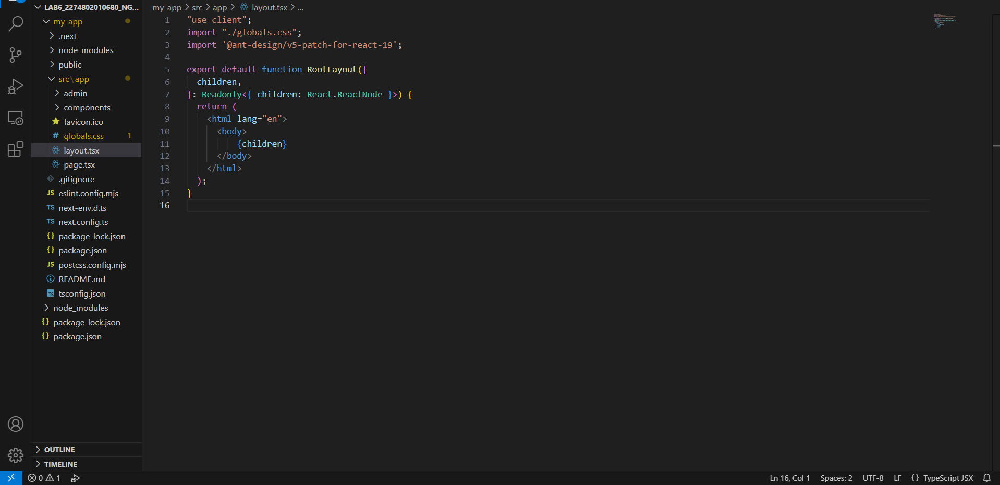 LAB6_2274802010680_NG...
my-app
.next
node_modules
public
src\app
admin
components
favicon.ico
# globals.css 1
layout.tsx
page.tsx
.gitignore
JS eslint.config.mjs
TS next-env.d.ts
TS next.config.ts
{} package-lock.json
{} package.json
JS postcss.config.mjs
README.md
TS tsconfig.json
node_modules
{} package-lock.json
{} package.json
OUTLINE
TIMELINE
my-app > src > app > layout.tsx > ...
1 "use client";
2 import "./globals.css";
3 import '@ant-design/v5-patch-for-react-19';
4
5 export default function RootLayout({
6 children,
7 }: Readonly<{ children: React.ReactNode }>) {
8 return (
9 <html lang="en">
10 <body>
11 {children}
12 </body>
13 </html>
14 );
15 }
16
0 1
Ln 16, Col 1 Spaces: 2 UTF-8 LF {} TypeScript JSX